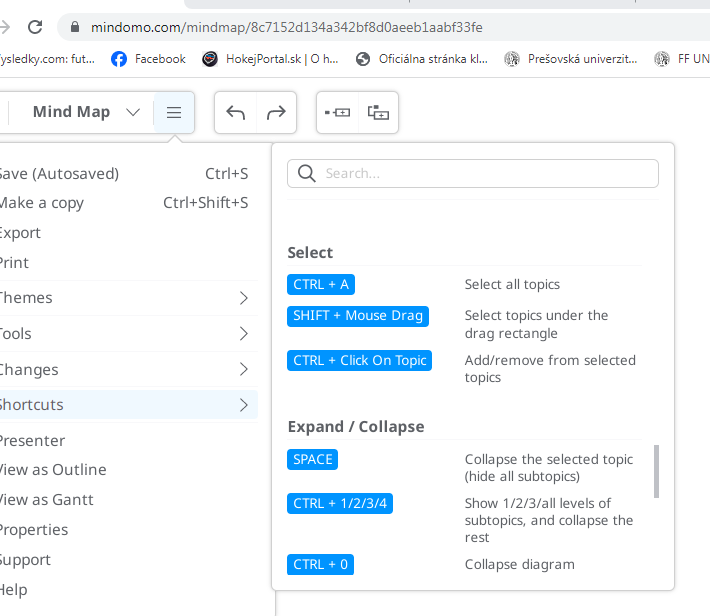 mindomo.com/mindmap/8c7152d134a342bf8d0aeeb1aabf33fe
ysledky.com: fut... Facebook HokejPortal.sk | O h... Oficiálna stránka kl... Prešovská univerzit... FF UN
Mind Map
Save (Autosaved) Ctrl+S
Make a copy Ctrl+Shift+S
Export
Print
Themes
Tools
Changes
Shortcuts
Presenter
View as Outline
View as Gantt
Properties
Support
Help
Search...
Select
CTRL + A Select all topics
SHIFT + Mouse Drag Select topics under the
drag rectangle
CTRL + Click On Topic Add/remove from selected
topics
Expand / Collapse
SPACE Collapse the selected topic
(hide all subtopics)
CTRL + 1/2/3/4 Show 1/2/3/all levels of
subtopics, and collapse the
rest
CTRL + 0 Collapse diagram